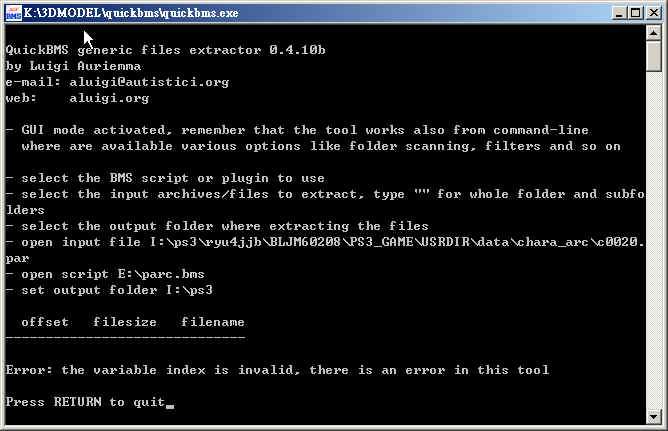 K:\3DMODEL\quickbms\quickbms.exe
QuickBMS generic files extractor 0.4.10b
by Luigi Auriemma
e-mail: aluigi@autistici.org
web:    aluigi.org
- GUI mode activated, remember that the tool works also from command-line
  where are available various options like folder scanning, filters and so on
- select the BMS script or plugin to use
- select the input archives/files to extract, type "" for whole folder and subfo
lders
- select the output folder where extracting the files
- open input file I:\ps3\ryu4jjb\BLJM60208\PS3_GAME\USRDIR\data\chara_arc\c0020.
par
- open script E:\parc.bms
- set output folder I:\ps3
  offset   filesize   filename
------------------------------
Error: the variable index is invalid, there is an error in this tool
Press RETURN to quit_